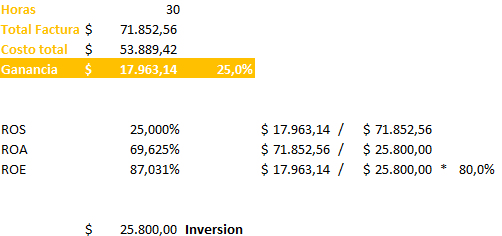 Horas 30
Total Factura $ 71.852,56
Costo total $ 53.889,42
Ganancia $ 17.963,14 25,0%
ROS 25,000% $ 17.963,14 / $ 71.852,56
ROA 69,625% $ 71.852,56 / $ 25.800,00
ROE 87,031% $ 17.963,14 / $ 25.800,00 * 80,0%
$ 25.800,00 Inversion